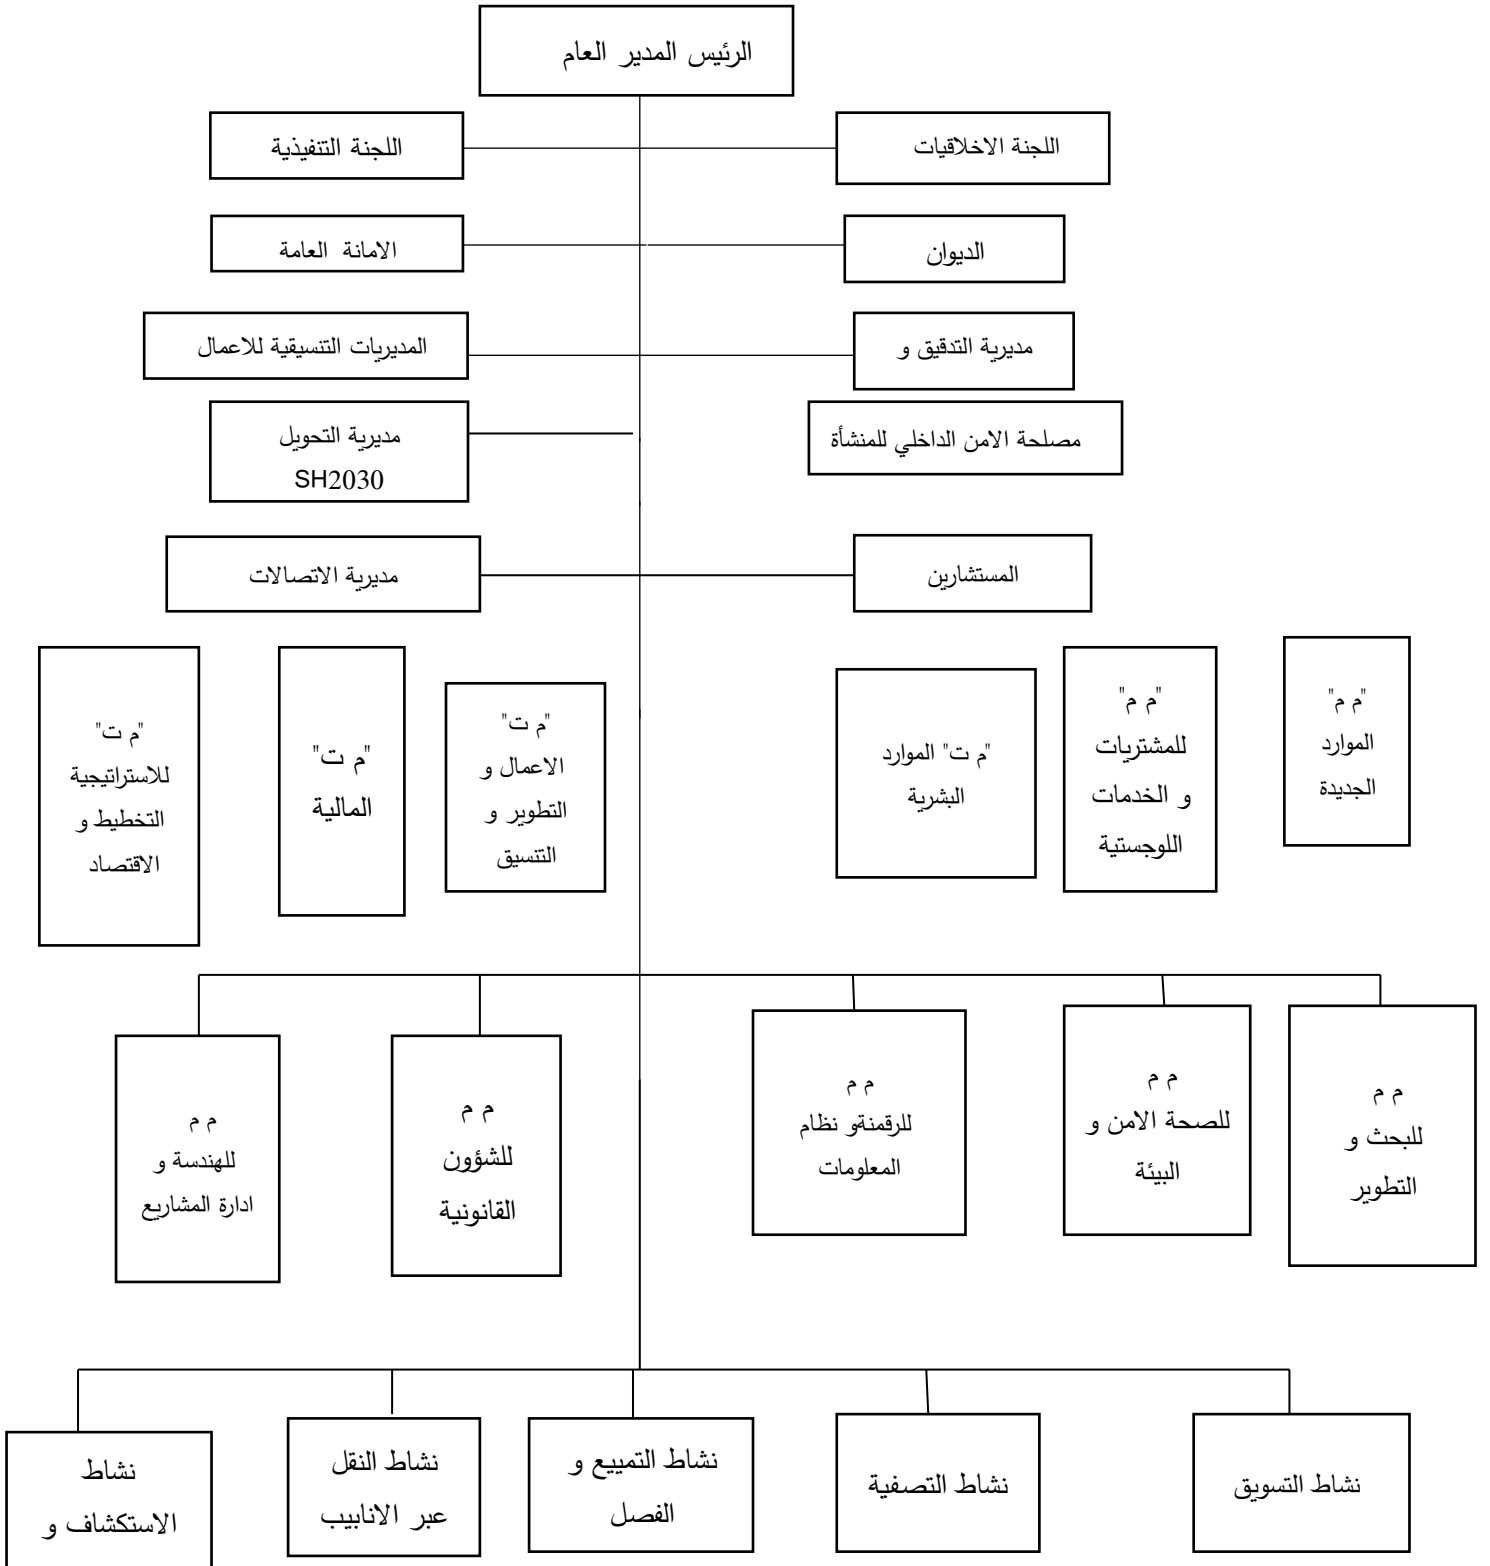 الرئيس المدير العام
اللجنة الاخلاقيات
اللجنة التنفيذية
الديوان
الامانة العامة
مديرية التدقيق و
المديريات التنسيقية للاعمال
مصلحة الامن الداخلي للمنشأة
مديرية التحويل
SH2030
المستشارين
مديرية الاتصالات
"م م"
الموارد
الجديدة
"م م"
للمشتريات
و الخدمات
اللوجستية
"م ت" الموارد
البشرية
"م ت"
الاعمال و
التطوير و
التنسيق
"م ت"
المالية
"م ت"
للاستراتيجية
التخطيط و
الاقتصاد
م م
للبحث و
التطوير
م م
للصحة الامن و
البيئة
م م
للرقمنةو نظام
المعلومات
م م
للشؤون
القانونية
م م
للهندسة و
ادارة المشاريع
نشاط التسويق
نشاط التصفية
نشاط التمييع و
الفصل
نشاط النقل
عبر الانابيب
نشاط
الاستكشاف و